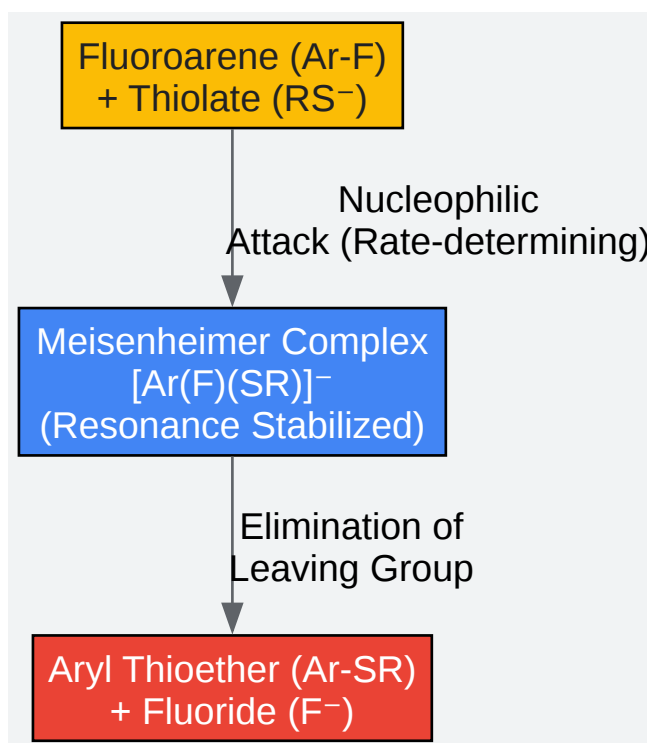 Fluoroarene (Ar-F)
+ Thiolate (RS⁻)
Nucleophilic
Attack (Rate-determining)
Meisenheimer Complex
[Ar(F)(SR)]⁻
(Resonance Stabilized)
Elimination of
Leaving Group
Aryl Thioether (Ar-SR)
+ Fluoride (F⁻)